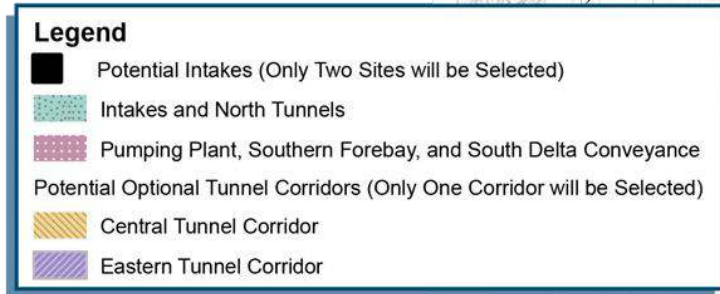 Legend
Potential Intakes (Only Two Sites will be Selected)
Intakes and North Tunnels
Pumping Plant, Southern Forebay, and South Delta Conveyance
Potential Optional Tunnel Corridors (Only One Corridor will be Selected)
Central Tunnel Corridor
Eastern Tunnel Corridor